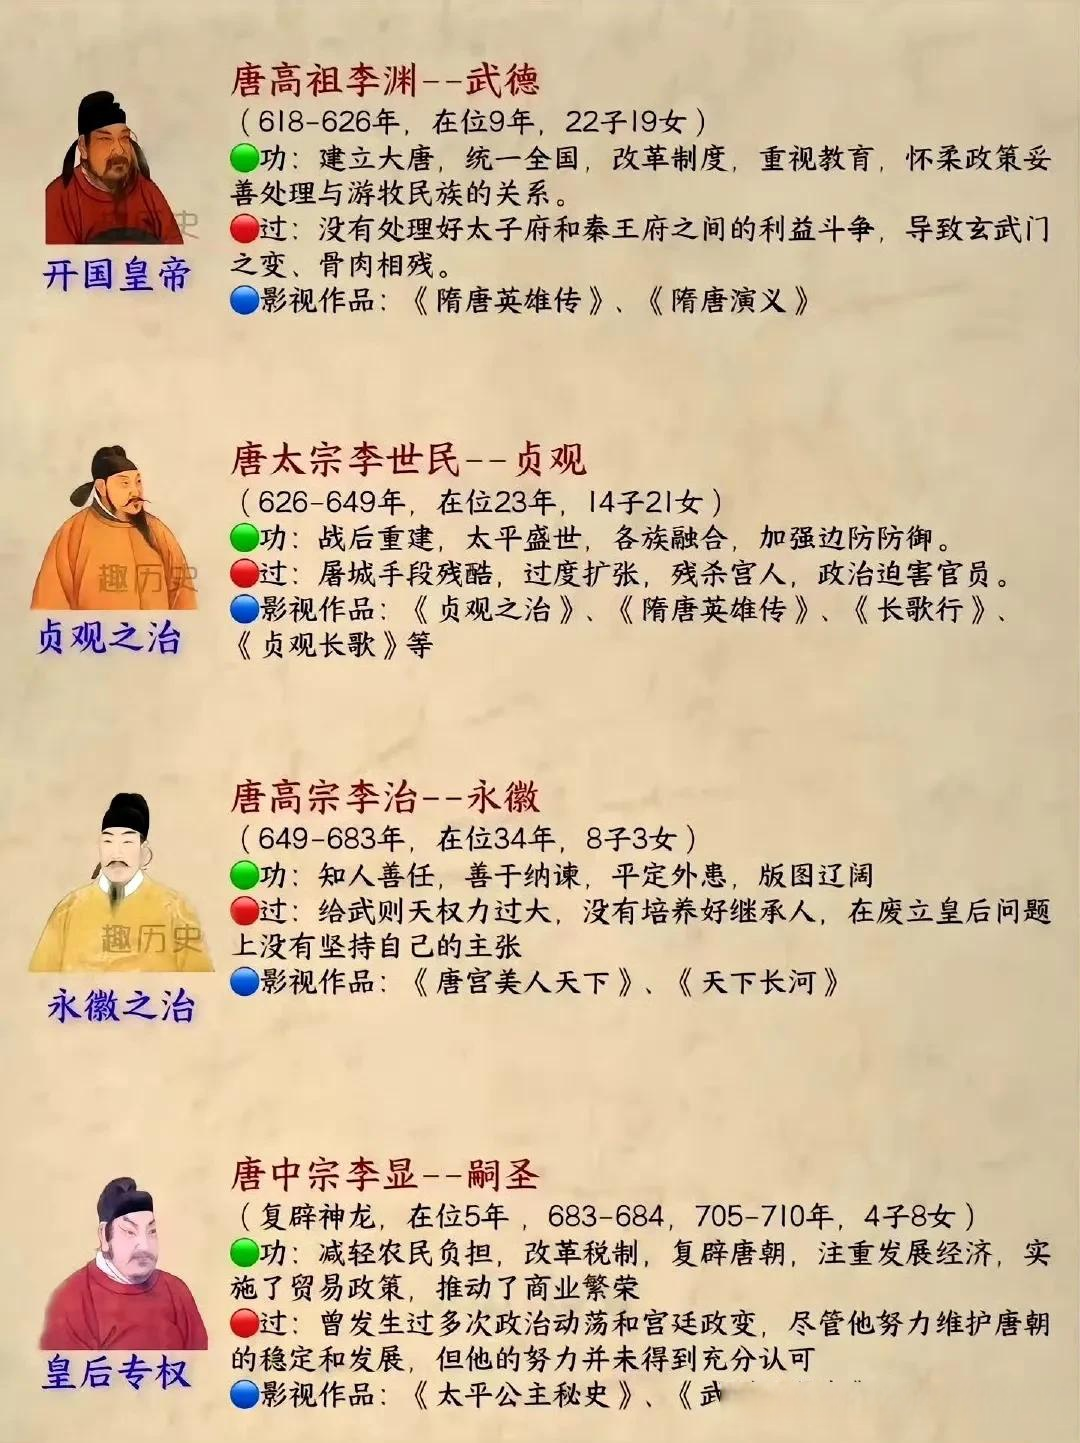 唐高祖李渊--武德
（618-626年，在位9年，22子19女）
功：建立大唐，统一全国，改革制度，重视教育，怀柔政策妥
善处理与游牧民族的关系。
过：没有处理好太子府和秦王府之间的利益斗争，导致玄武门
之变、骨肉相残。
影视作品：《隋唐英雄传》、《隋唐演义》
趣历史
开国皇帝
唐太宗李世民--贞观
（626-649年，在位23年，14子21女）
功：战后重建，太平盛世，各族融合，加强边防防御。
过：屠城手段残酷，过度扩张，残杀宫人，政治迫害官员。
影视作品：《贞观之治》、《隋唐英雄传》、《长歌行》、
《贞观长歌》等
趣历史
贞观之治
唐高宗李治--永徽
（649-683年，在位34年，8子3女）
功：知人善任，善于纳谏，平定外患，版图辽阔
过：给武则天权力过大，没有培养好继承人，在废立皇后问题
上没有坚持自己的主张
影视作品：《唐宫美人天下》、《天下长河》
趣历史
永徽之治
唐中宗李显--嗣圣
（复辟神龙，在位5年，683-684，705-710年，4子8女）
功：减轻农民负担，改革税制，复辟唐朝，注重发展经济，实
施了贸易政策，推动了商业繁荣
过：曾发生过多次政治动荡和宫廷政变，尽管他努力维护唐朝
的稳定和发展，但他的努力并未得到充分认可
影视作品：《太平公主秘史》、《武
皇后专权